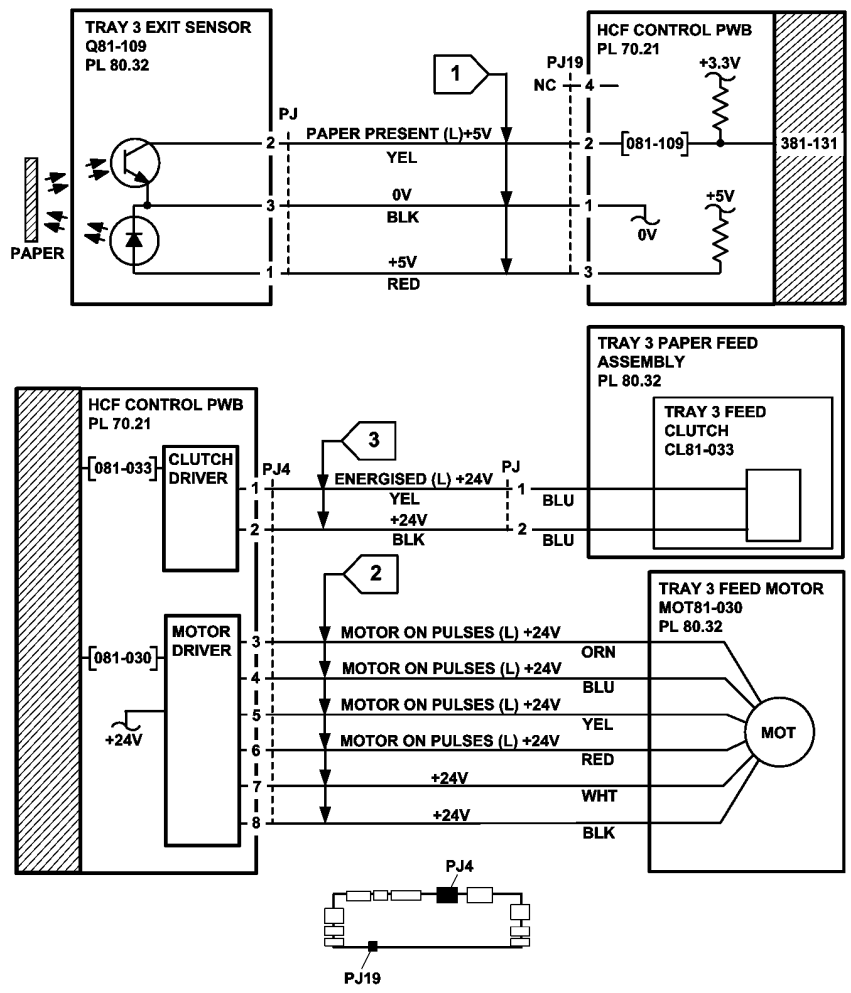 TRAY 3 EXIT SENSOR
Q81-109
PL 80.32
HCF CONTROL PWB
PL 70.21
+3.3V
PJ19
NC
4
1
PJ
2
PAPER PRESENT (L)+5V
YEL
2
[081-109]
381-131
3
0V
BLK
1
0V
+5V
PAPER
1
+5V
RED
3
TRAY 3 PAPER FEED
ASSEMBLY
PL 80.32
TRAY 3 FEED
CLUTCH
CL81-033
HCF CONTROL PWB
PL 70.21
[081-033]
CLUTCH
DRIVER
PJ4
3
PJ
1
ENERGISED (L) +24V
YEL
1
BLU
2
+24V
BLK
2
BLU
2
TRAY 3 FEED MOTOR
MOT81-030
PL 80.32
MOTOR
DRIVER
[081-030]
+24V
3
MOTOR ON PULSES (L) +24V
ORN
4
MOTOR ON PULSES (L) +24V
BLU
5
MOTOR ON PULSES (L) +24V
YEL
6
MOTOR ON PULSES (L) +24V
RED
7
+24V
WHT
8
+24V
BLK
MOT
PJ4
PJ19